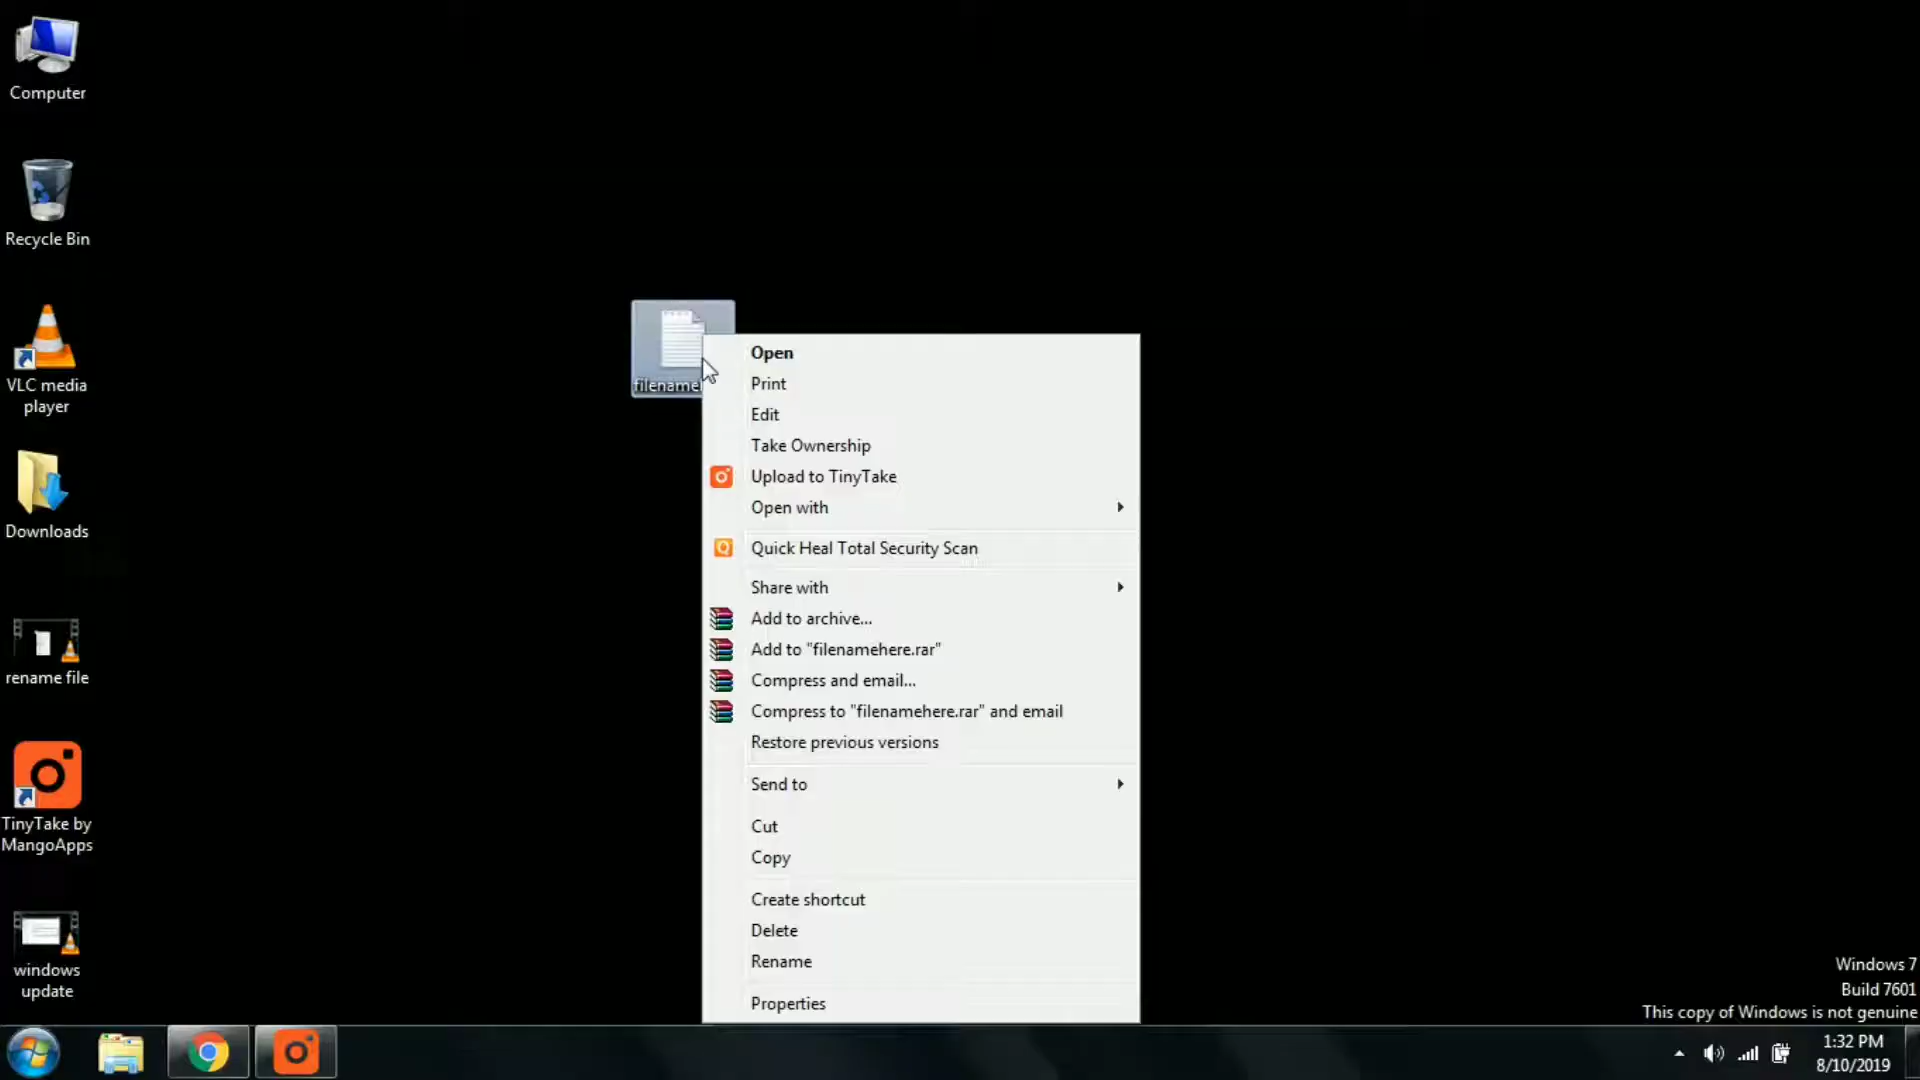 Computer
Recycle Bin
VLC media
player
Downloads
rename file
TinyTake by
MangoApps
windows
update
filename
Open
Print
Edit
Take Ownership
Upload to TinyTake
Open with
Quick Heal Total Security Scan
Share with
Add to archive...
Add to "filenamehere.rar"
Compress and email...
Compress to "filenamehere.rar" and email
Restore previous versions
Send to
Cut
Copy
Create shortcut
Delete
Rename
Properties
Windows 7
Build 7601
This copy of Windows is not genuine
1:32 PM
8/10/2019